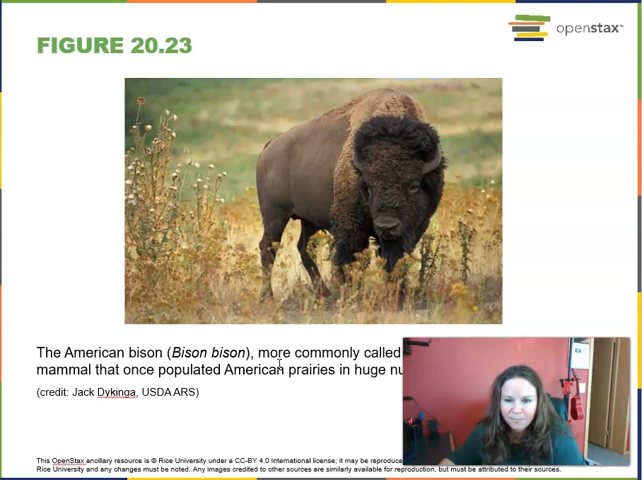 openstax™
FIGURE 20.23
The American bison (Bison bison), more commonly called
mammal that once populated American prairies in huge
(credit: Jack Dykinga, USDA ARS)
This OpenStax ancillary resource is © Rice University under a CC-BY 4.0 International license; it may be
Rice University and any changes must be noted. Any images credited to other sources are similarly available for reproduction, but must be attributed to their sources.